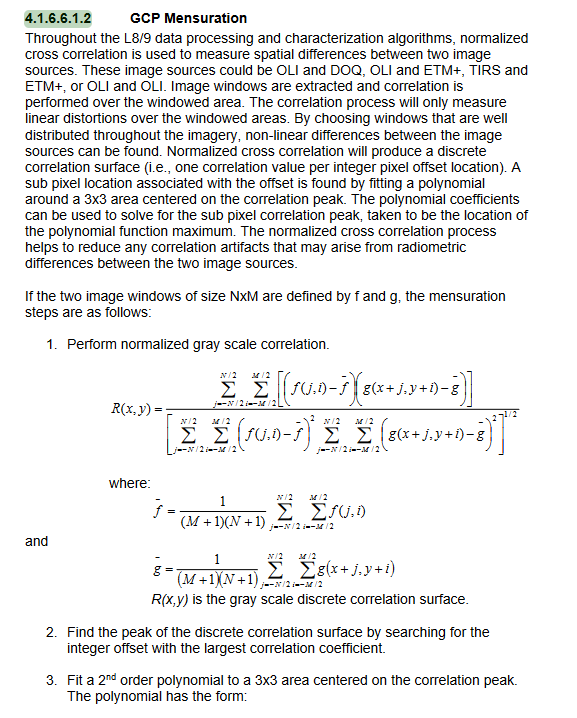 4.1.6.6.1.2 GCP Mensuration
Throughout the L8/9 data processing and characterization algorithms, normalized
cross correlation is used to measure spatial differences between two image
sources. These image sources could be OLI and DOQ, OLI and ETM+, TIRS and
ETM+, or OLI and OLI. Image windows are extracted and correlation is
performed over the windowed area. The correlation process will only measure
linear distortions over the windowed areas. By choosing windows that are well
distributed throughout the imagery, non-linear differences between the image
sources can be found. Normalized cross correlation will produce a discrete
correlation surface (i.e., one correlation value per integer pixel offset location). A
sub pixel location associated with the offset is found by fitting a polynomial
around a 3x3 area centered on the correlation peak. The polynomial coefficients
can be used to solve for the sub pixel correlation peak, taken to be the location of
the polynomial function maximum. The normalized cross correlation process
helps to reduce any correlation artifacts that may arise from radiometric
differences between the two image sources.
If the two image windows of size NxM are defined by f and g, the mensuration
steps are as follows:
1. Perform normalized gray scale correlation.
R(x,y) = \frac{\sum_{j=-N/2}^{N/2} \sum_{i=-M/2}^{M/2} \left[ \left( f(j,i) - \bar{f} \right) \left( g(x+j,y+i) - \bar{g} \right) \right]}{\left[ \sum_{j=-N/2}^{N/2} \sum_{i=-M/2}^{M/2} \left( f(j,i) - \bar{f} \right)^2 \sum_{j=-N/2}^{N/2} \sum_{i=-M/2}^{M/2} \left( g(x+j,y+i) - \bar{g} \right)^2 \right]^{1/2}}
where:
\bar{f} = \frac{1}{(M+1)(N+1)} \sum_{j=-N/2}^{N/2} \sum_{i=-M/2}^{M/2} f(j,i)
and
\bar{g} = \frac{1}{(M+1)(N+1)} \sum_{j=-N/2}^{N/2} \sum_{i=-M/2}^{M/2} g(x+j,y+i)
R(x,y) is the gray scale discrete correlation surface.
2. Find the peak of the discrete correlation surface by searching for the
integer offset with the largest correlation coefficient.
3. Fit a 2nd order polynomial to a 3x3 area centered on the correlation peak.
The polynomial has the form: